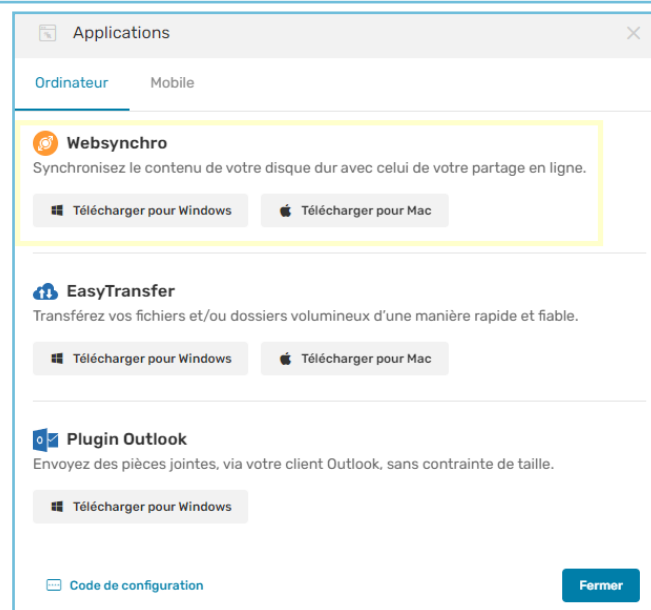 Applications
Ordinateur Mobile
Websynchro
Synchronisez le contenu de votre disque dur avec celui de votre partage en ligne.
Télécharger pour Windows Télécharger pour Mac
EasyTransfer
Transférez vos fichiers et/ou dossiers volumineux d’une manière rapide et fiable.
Télécharger pour Windows Télécharger pour Mac
Plugin Outlook
Envoyez des pièces jointes, via votre client Outlook, sans contrainte de taille.
Télécharger pour Windows
Code de configuration Fermer